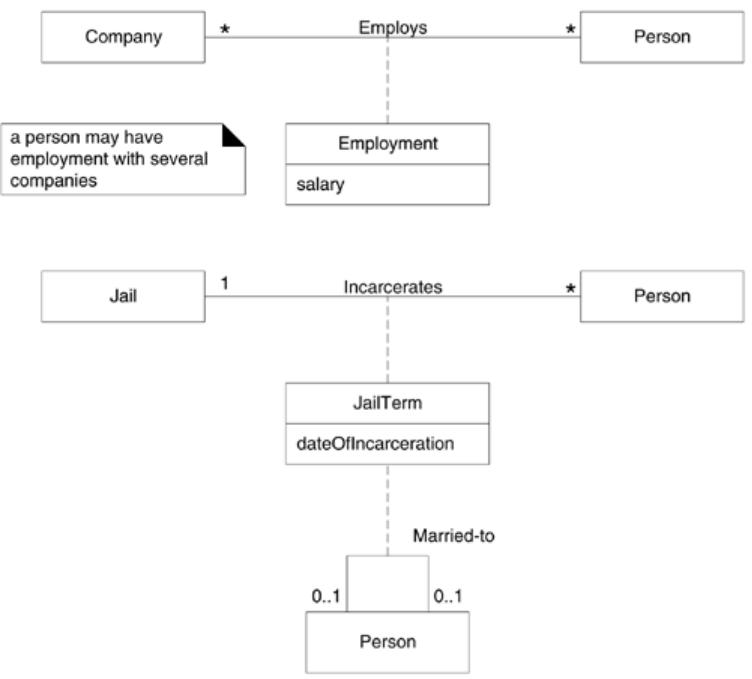 Company
*
Employs
*
Person
a person may have
employment with several
companies
Employment
salary
Jail
1
Incarcerates
*
Person
JailTerm
dateOfIncarceration
Married-to
0..1
0..1
Person